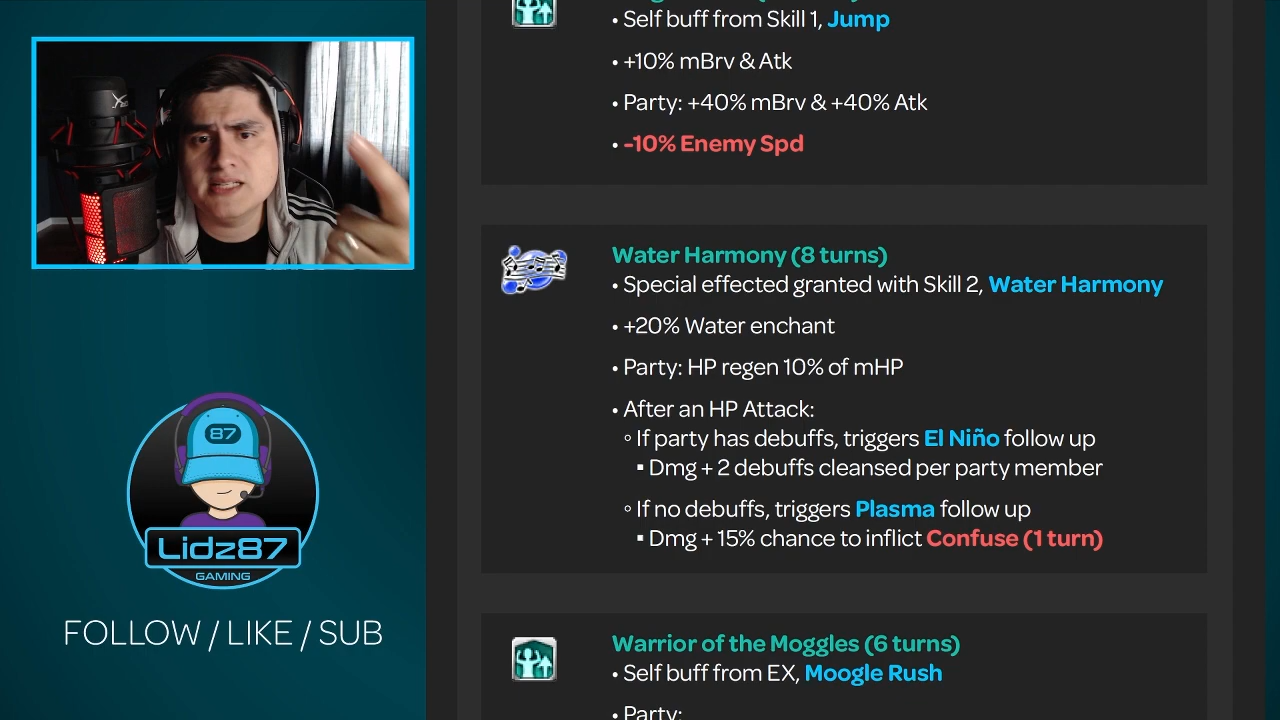 • Self buff from Skill 1, Jump
• +10% mBrv & Atk
• Party: +40% mBrv & +40% Atk
• -10% Enemy Spd
Water Harmony (8 turns)
• Special effected granted with Skill 2, Water Harmony
• +20% Water enchant
• Party: HP regen 10% of mHP
• After an HP Attack:
◦ If party has debuffs, triggers El Niño follow up
▪ Dmg + 2 debuffs cleansed per party member
◦ If no debuffs, triggers Plasma follow up
▪ Dmg + 15% chance to inflict Confuse (1 turn)
Warrior of the Moggles (6 turns)
• Self buff from EX, Moogle Rush
• Party:
87
Lidz87
GAMING
FOLLOW / LIKE / SUB